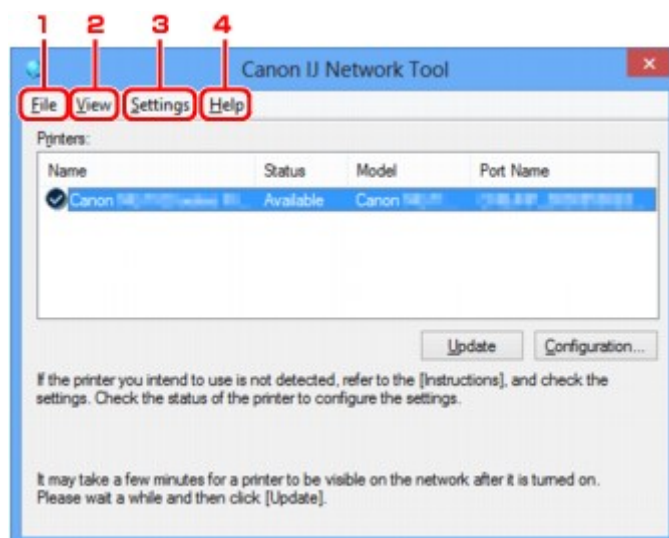 1 2 3 4
Canon IJ Network Tool
File View Settings Help
Printers:
Name Status Model Port Name
Canon Available Canon
Update Configuration...
If the printer you intend to use is not detected, refer to the [Instructions], and check the
settings. Check the status of the printer to configure the settings.
It may take a few minutes for a printer to be visible on the network after it is turned on.
Please wait a while and then click [Update].